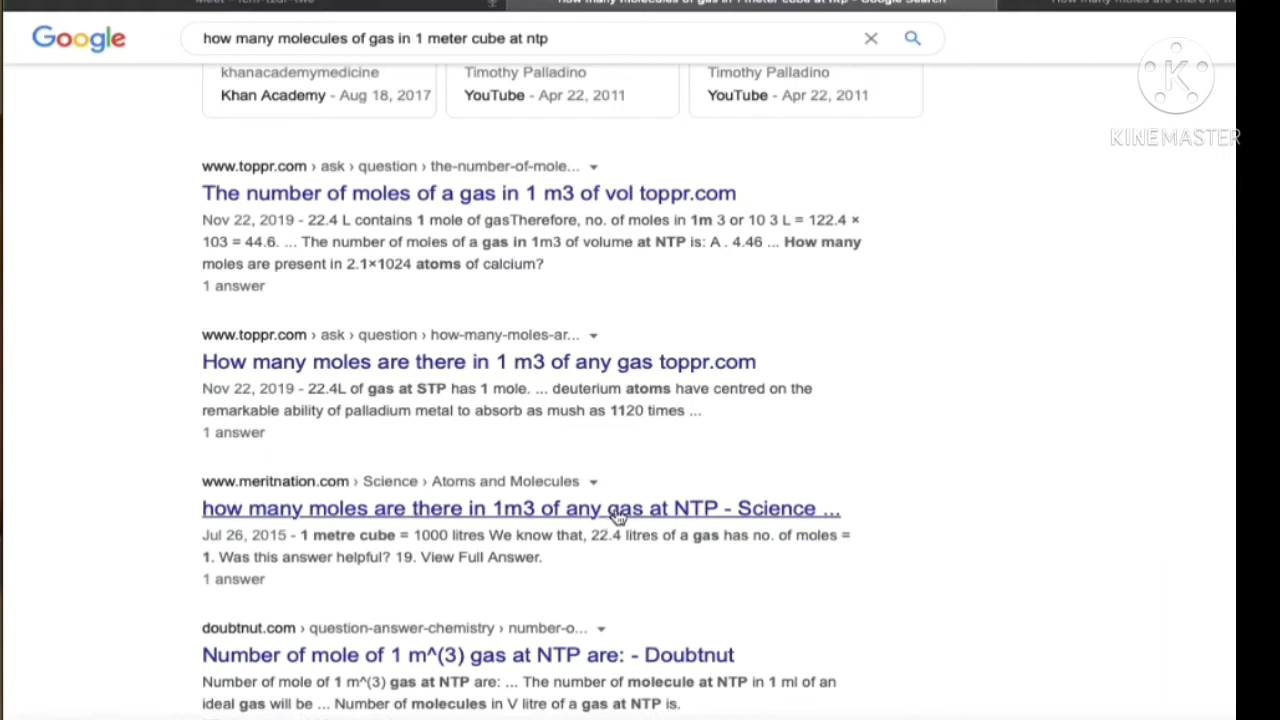 Google
how many molecules of gas in 1 meter cube at ntp
khanacademymedicine
Khan Academy - Aug 18, 2017
Timothy Palladino
YouTube - Apr 22, 2011
Timothy Palladino
YouTube - Apr 22, 2011
K
KINEMASTER
www.toppr.com › ask › question › the-number-of-mole...
The number of moles of a gas in 1 m3 of vol toppr.com
Nov 22, 2019 - 22.4 L contains 1 mole of gasTherefore, no. of moles in 1m 3 or 10 3 L = 122.4 ×
103 = 44.6. ... The number of moles of a gas in 1m3 of volume at NTP is: A . 4.46 ... How many
moles are present in 2.1×1024 atoms of calcium?
1 answer
www.toppr.com › ask › question › how-many-moles-ar...
How many moles are there in 1 m3 of any gas toppr.com
Nov 22, 2019 - 22.4L of gas at STP has 1 mole. ... deuterium atoms have centred on the
remarkable ability of palladium metal to absorb as mush as 1120 times ...
1 answer
www.meritnation.com › Science › Atoms and Molecules
how many moles are there in 1m3 of any gas at NTP - Science ...
Jul 26, 2015 - 1 metre cube = 1000 litres We know that, 22.4 litres of a gas has no. of moles =
1. Was this answer helpful? 19. View Full Answer.
1 answer
doubtnut.com › question-answer-chemistry › number-o...
Number of mole of 1 m^(3) gas at NTP are: - Doubtnut
Number of mole of 1 m^(3) gas at NTP are: ... The number of molecule at NTP in 1 ml of an
ideal gas will be ... Number of molecules in V litre of a gas at NTP is.